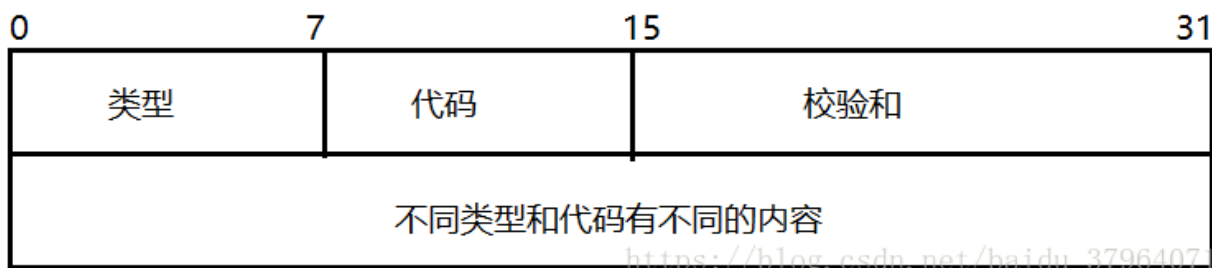 0 7 15 31
类型 代码 校验和
不同类型和代码有不同的内容
https://blog.csdn.net/baidu_37964071